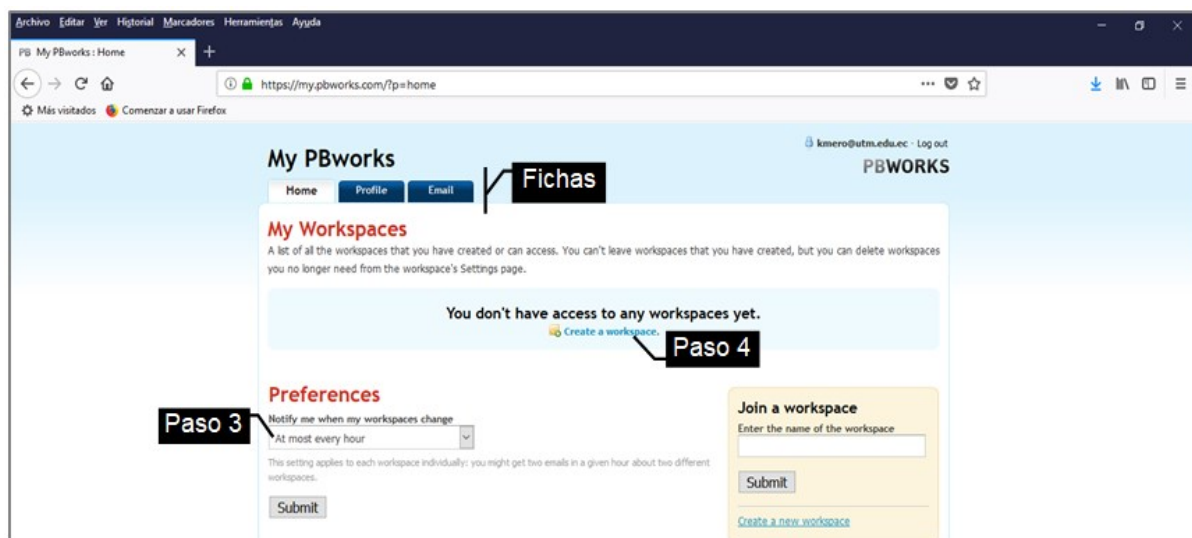 Archivo Editar Ver Historial Marcadores Herramientas Ayuda
PB My PBworks : Home
https://my.pbworks.com/?p=home
Más visitados Comenzar a usar Firefox
kmero@utm.edu.ec · Log out
My PBworks
PBWORKS
Home Profile Email
Fichas
My Workspaces
A list of all the workspaces that you have created or can access. You can't leave workspaces that you have created, but you can delete workspaces
you no longer need from the workspace's Settings page.
You don't have access to any workspaces yet.
Create a workspace.
Paso 4
Preferences
Notify me when my workspaces change
Paso 3
At most every hour
This setting applies to each workspace individually: you might get two emails in a given hour about two different
workspaces.
Submit
Join a workspace
Enter the name of the workspace
Submit
Create a new workspace